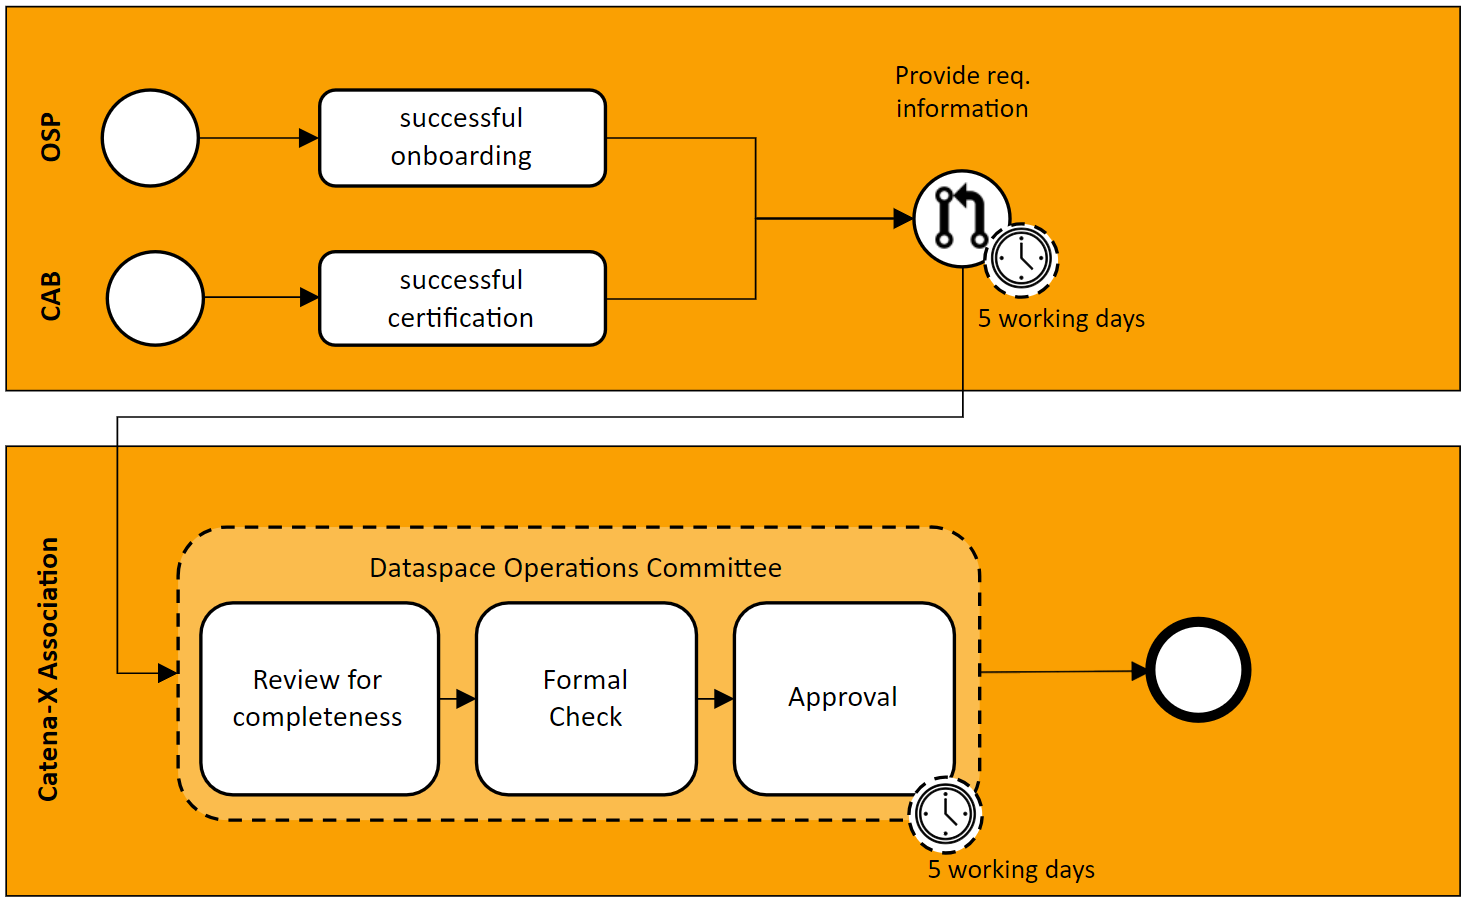 OSP
successful
onboarding
CAB
successful
certification
Provide req.
information
5 working days
Catena-X Association
Dataspace Operations Committee
Review for
completeness
Formal
Check
Approval
5 working days